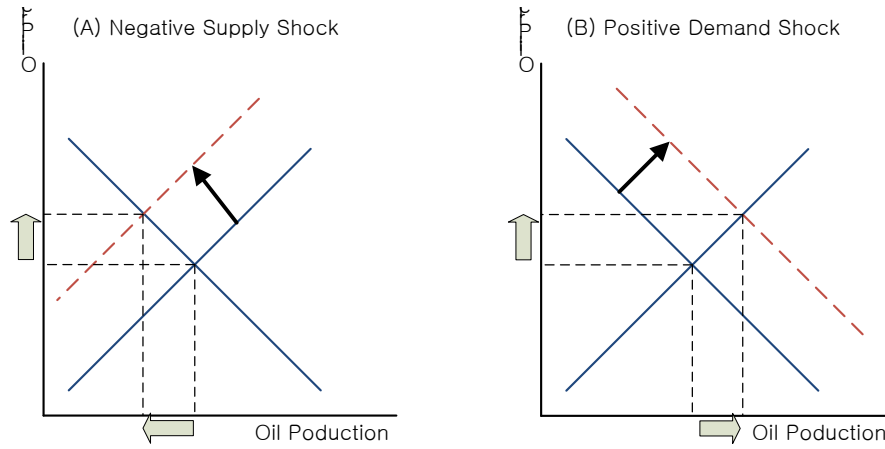 (A) Negative Supply Shock
(B) Positive Demand Shock
Oil Poduction
Oil Poduction